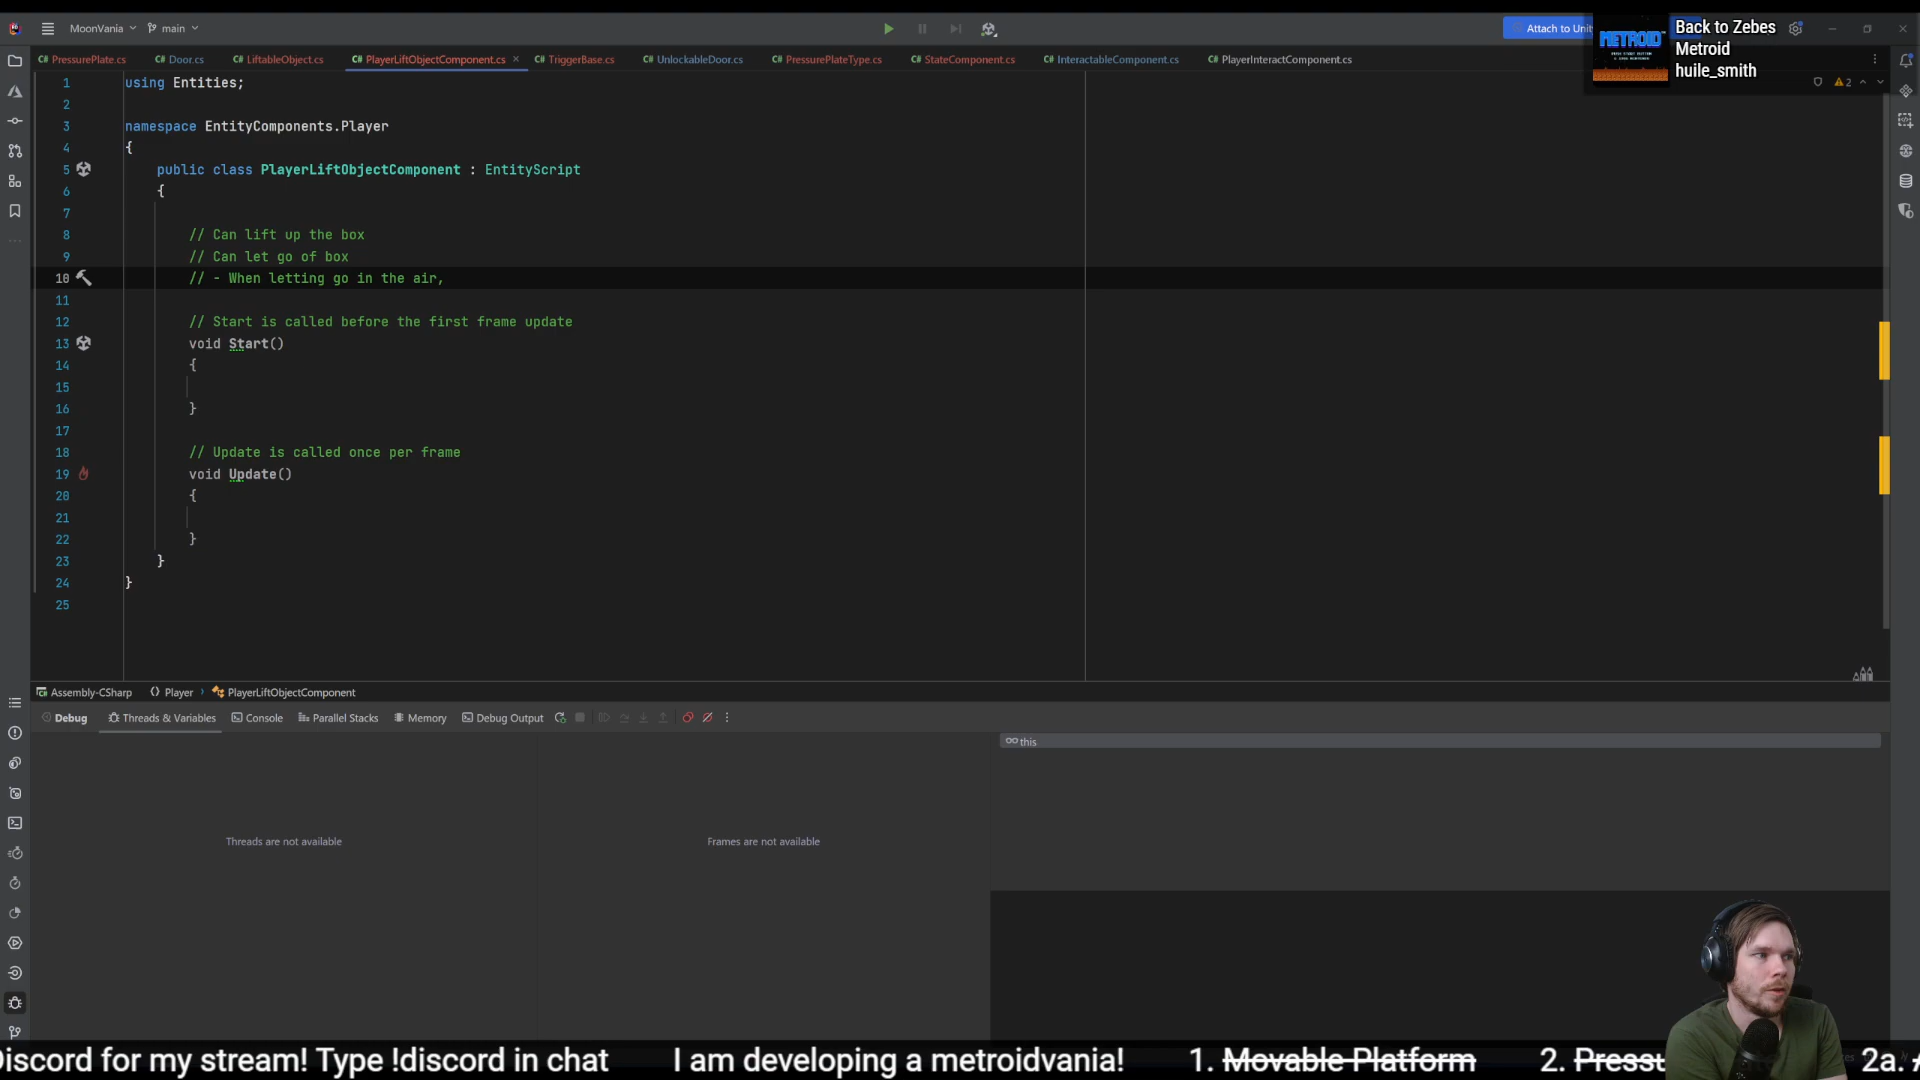 MoonVania
main
Attach to Unit
METROID
Back to Zebes
Metroid
huile_smith
PressurePlate.cs
Door.cs
LiftableObject.cs
PlayerLiftObjectComponent.cs
TriggerBase.cs
UnlockableDoor.cs
PressurePlateType.cs
StateComponent.cs
InteractableComponent.cs
PlayerInteractComponent.cs
2
1 using Entities;
2
3 namespace EntityComponents.Player
4 {
5 public class PlayerLiftObjectComponent : EntityScript
6 {
7
8 // Can lift up the box
9 // Can let go of box
10 // - When letting go in the air,
11
12 // Start is called before the first frame update
13 void Start()
14 {
15
16 }
17
18 // Update is called once per frame
19 void Update()
20 {
21
22 }
23 }
24 }
25
Assembly-CSharp
Player
PlayerLiftObjectComponent
Debug
Threads & Variables
Console
Parallel Stacks
Memory
Debug Output
this
Threads are not available
Frames are not available
Discord for my stream! Type !discord in chat I am developing a metroidvania! 1. Movable Platform 2. Pressu 2a.